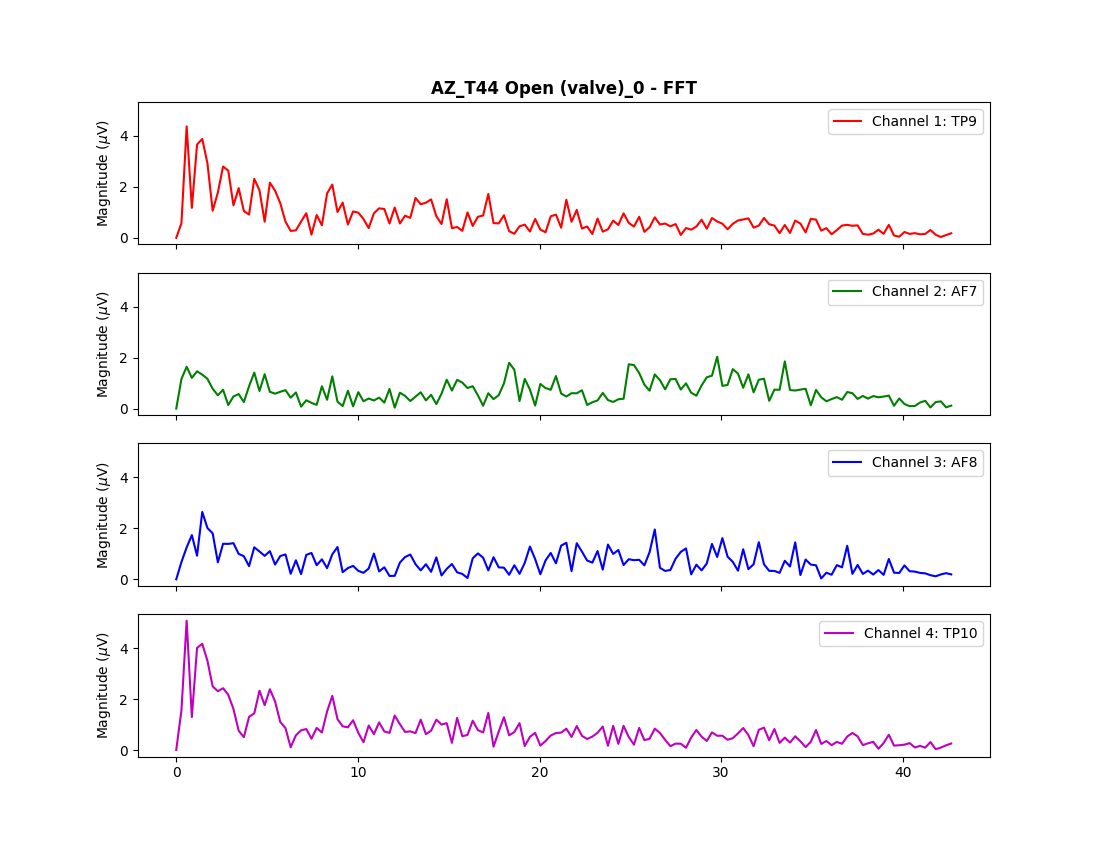 AZ_T44 Open (valve)_0 - FFT
Magnitude (μV)
4
2
0
Channel 1: TP9
Magnitude (μV)
4
2
0
Channel 2: AF7
Magnitude (μV)
4
2
0
Channel 3: AF8
Magnitude (μV)
4
2
0
Channel 4: TP10
0 10 20 30 40